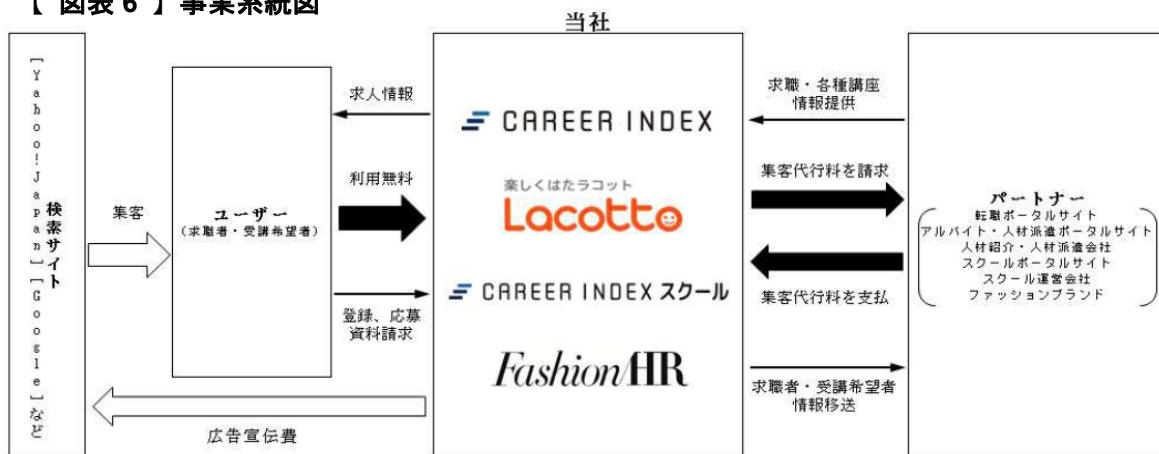 【 図表 6 】事業系統図
当社
検索サイト
[Yahoo!Japan][Google]など
集客
ユーザー
(求職者・受講希望者)
求人情報
利用無料
登録、応募
資料請求
広告宣伝費
CAREER INDEX
楽しくはたラコット
Lacotto
CAREER INDEX スクール
Fashion HR
求職・各種講座
情報提供
集客代行料を請求
集客代行料を支払
求職者・受講希望者
情報移送
パートナー
転職ポータルサイト
アルバイト・人材派遣ポータルサイト
人材紹介・人材派遣会社
スクールポータルサイト
スクール運営会社
ファッションブランド